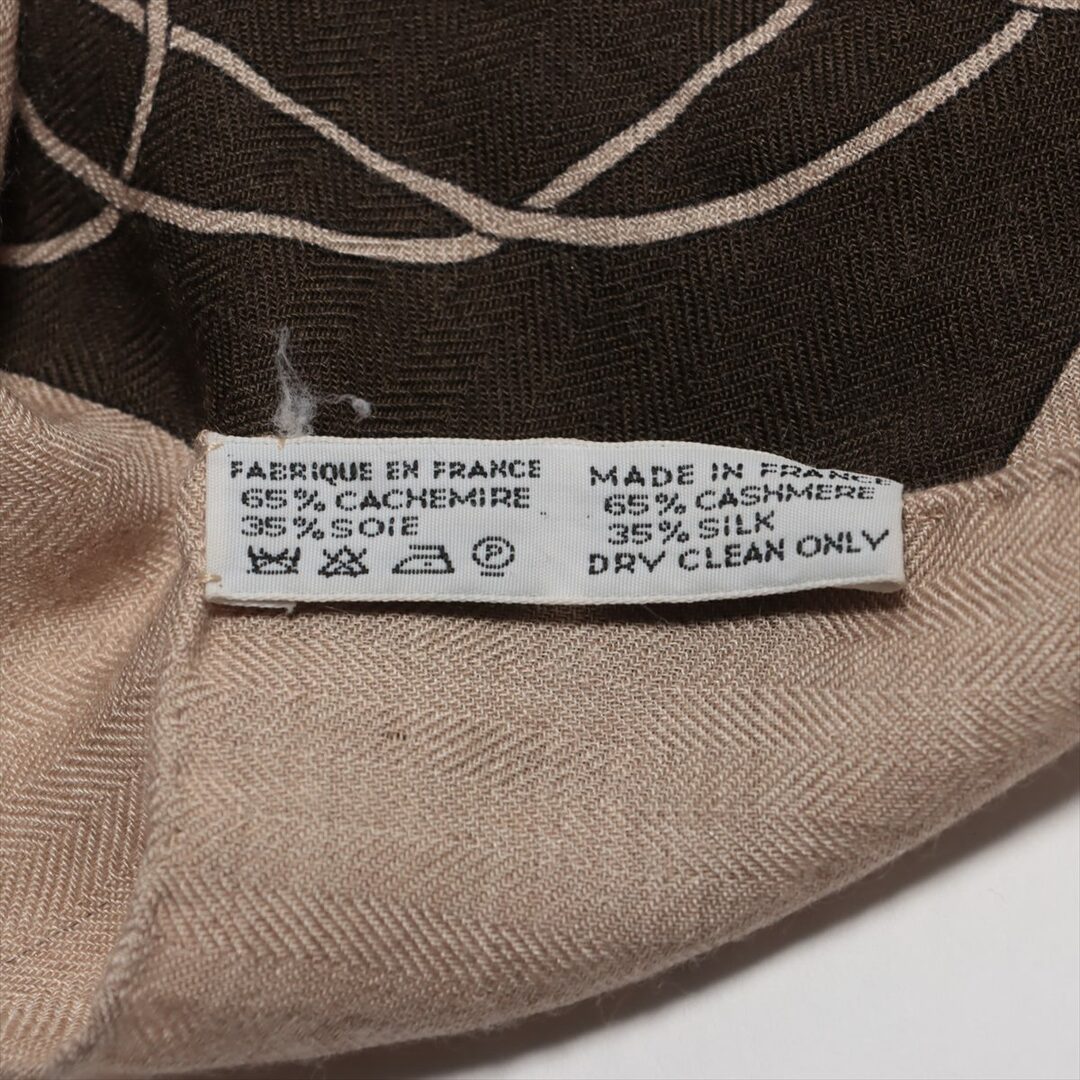 FABRIQUE EN FRANCE
65% CACHEMIRE
35% SOIE
P
MADE IN FRANCE
65% CASHMERE
35% SILK
DRY CLEAN ONLY